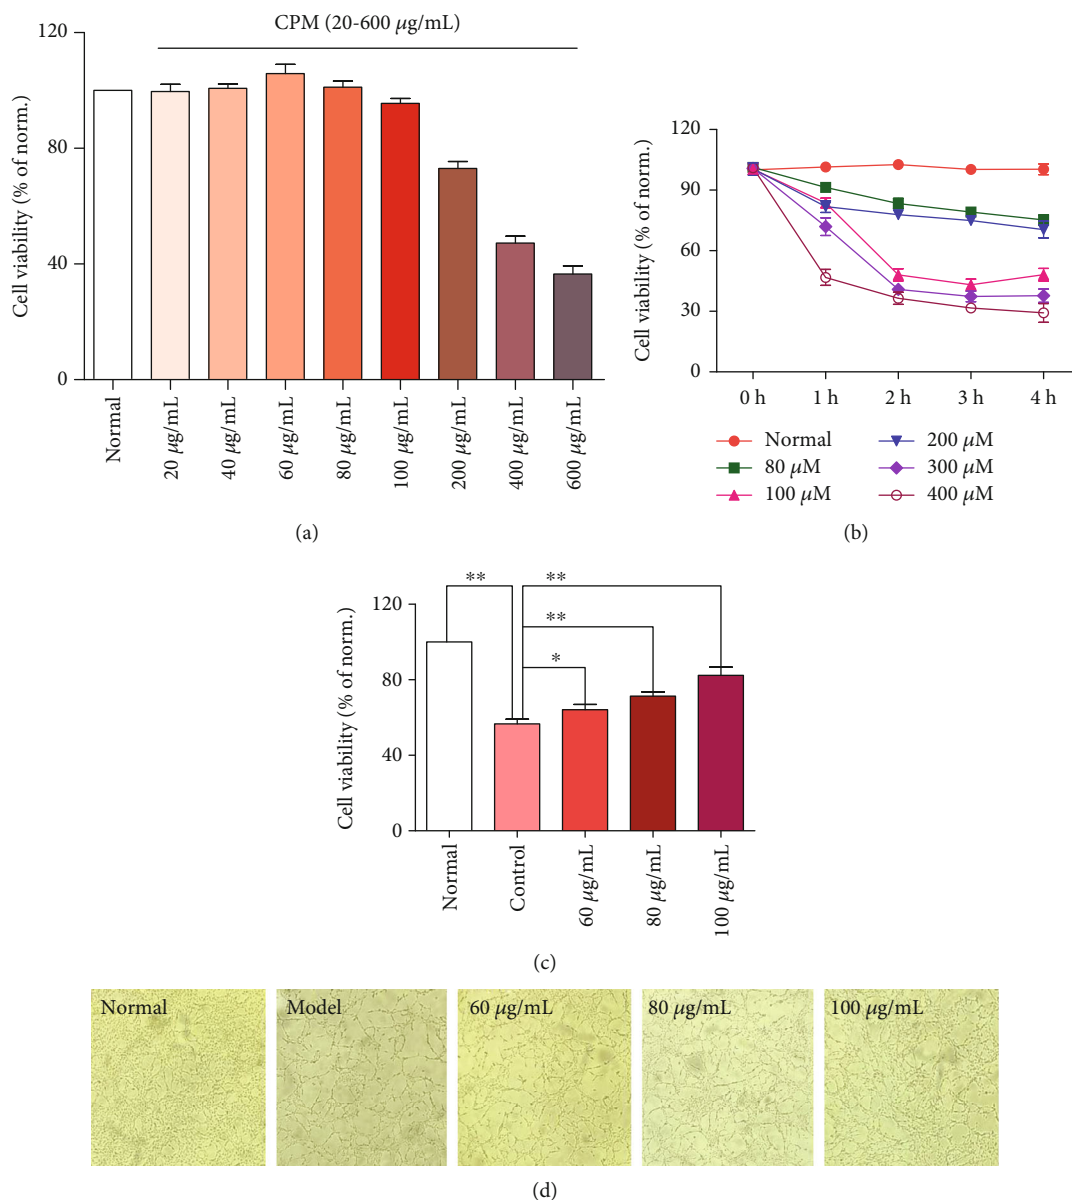 CPM (20-600 μg/mL)
Cell viability (% of norm.)
120
80
40
0
Normal
20 μg/mL
40 μg/mL
60 μg/mL
80 μg/mL
100 μg/mL
200 μg/mL
400 μg/mL
600 μg/mL
(a)
Cell viability (% of norm.)
120
90
60
30
0
0 h
1 h
2 h
3 h
4 h
Normal
80 μM
100 μM
200 μM
300 μM
400 μM
(b)
Cell viability (% of norm.)
120
80
40
0
**
**
**
*
Normal
Control
60 μg/mL
80 μg/mL
100 μg/mL
(c)
Normal
Model
60 μg/mL
80 μg/mL
100 μg/mL
(d)